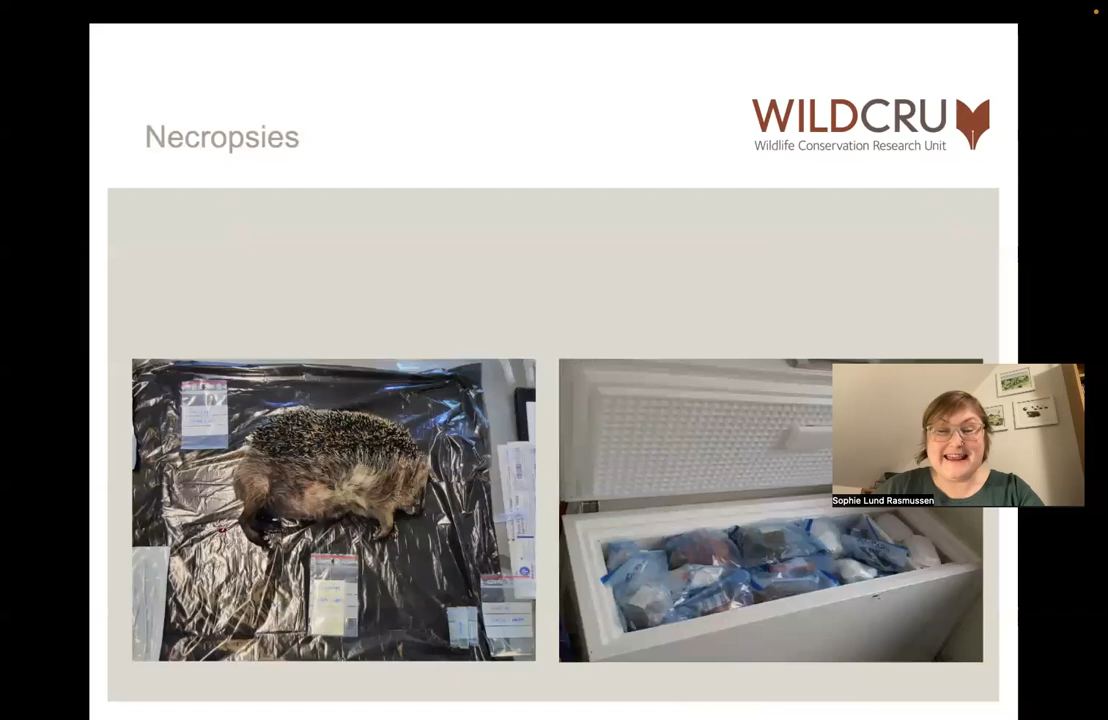 Necropsies
WILDCRU
Wildlife Conservation Research Unit
Sophie Lund Rasmussen